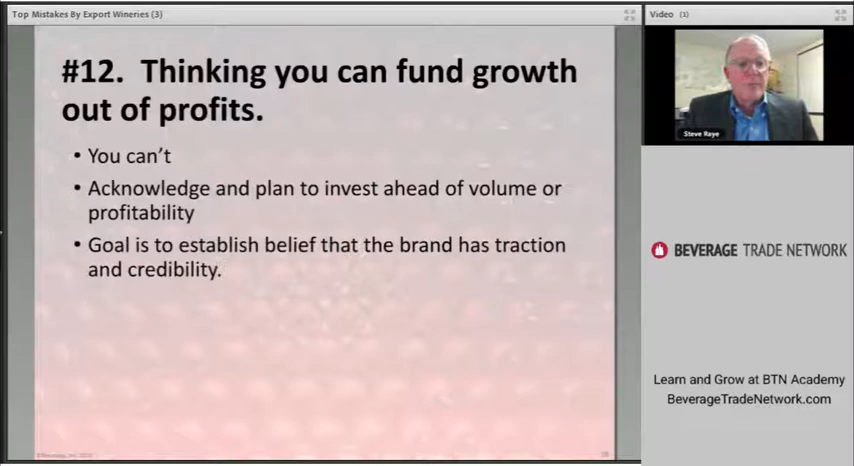 Top Mistakes By Export Wineries (3)
Video (1)
#12. Thinking you can fund growth
out of profits.
• You can't
• Acknowledge and plan to invest ahead of volume or
profitability
• Goal is to establish belief that the brand has traction
and credibility.
Steve Raye
BEVERAGE TRADE NETWORK
Learn and Grow at BTN Academy
BeverageTradeNetwork.com